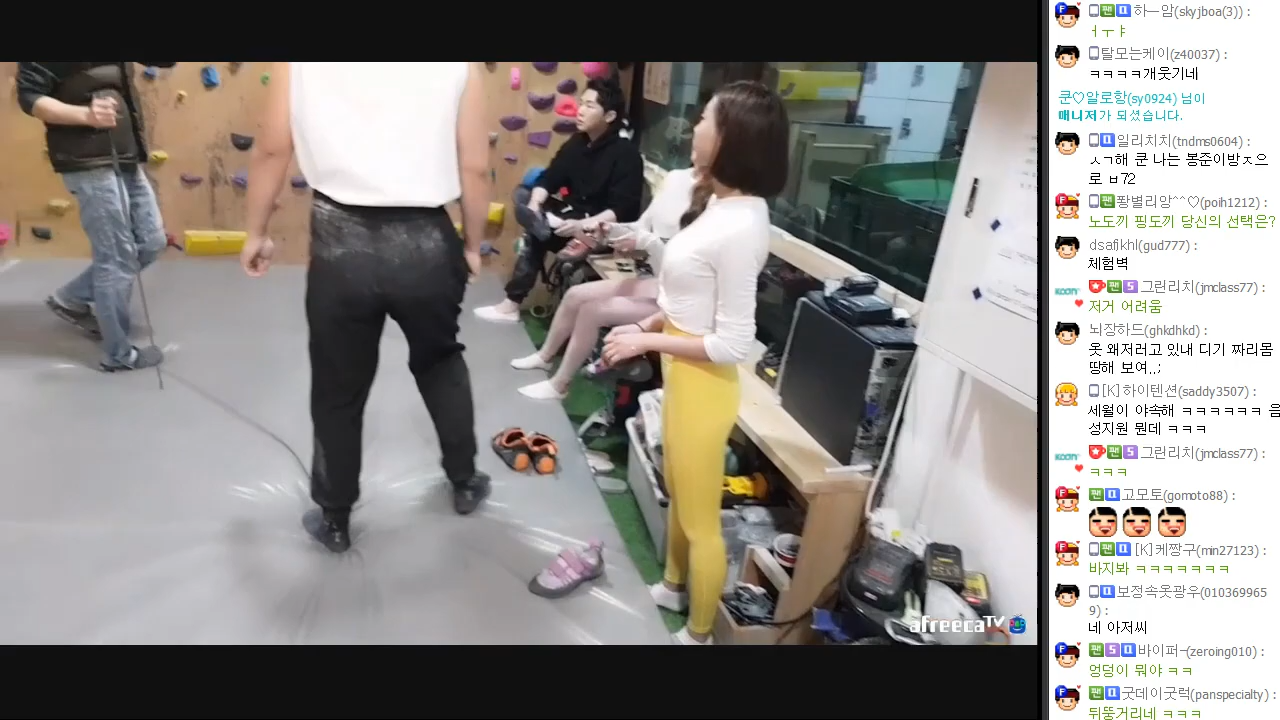 하ㅡ암(skyjboa(3)) :
ㅓㅜㅑ
탈모는케이(z40037) :
ㅋㅋㅋㅋ개웃기네
쿤♡알로항(sy0924) 님이
매니저가 되셨습니다.
일리치치(tndms0604) :
ㅅㄱ해 쿤 나는 봉준이방ㅈ으
로 ㅂ72
팡별리앙^^♡(poih1212) :
노도끼 핑도끼 당신의 선택은?
dsafikhl(gud777) :
체험벽
그런리치(jmclass77) :
저거 어려움
뇌장하드(ghkdhkd) :
옷 왜저러고 있내 디기 짜리몸
땅해 보여..;
[K]하이텐션(saddy3507) :
세월이 야속해 ㅋㅋㅋㅋㅋㅋ 음
성지원 뭔데 ㅋㅋㅋ
그런리치(jmclass77) :
ㅋㅋㅋ
고모토(gomoto88) :
[K]케짱구(min27123) :
바지봐 ㅋㅋㅋㅋㅋㅋㅋ
보정속옷광우(010369965
9) :
네 아저씨
바이퍼-(zeroing010) :
엉덩이 뭐야 ㅋㅋ
굿데이굿럭(panspecialty) :
뒤뚱거리네 ㅋㅋㅋ
afreecaTV